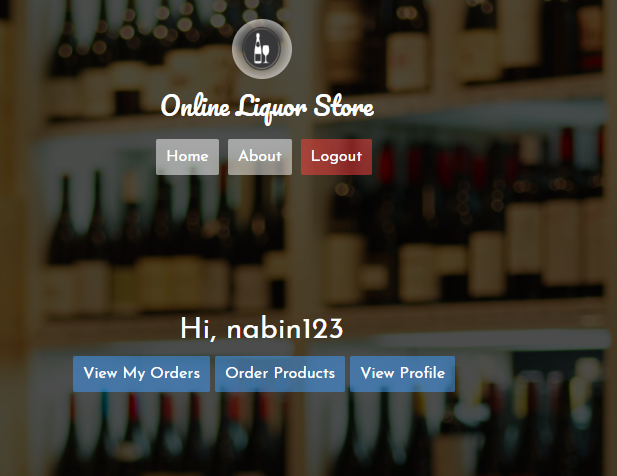 Online Liquor Store
Home About Logout
Hi, nabin123
View My Orders Order Products View Profile